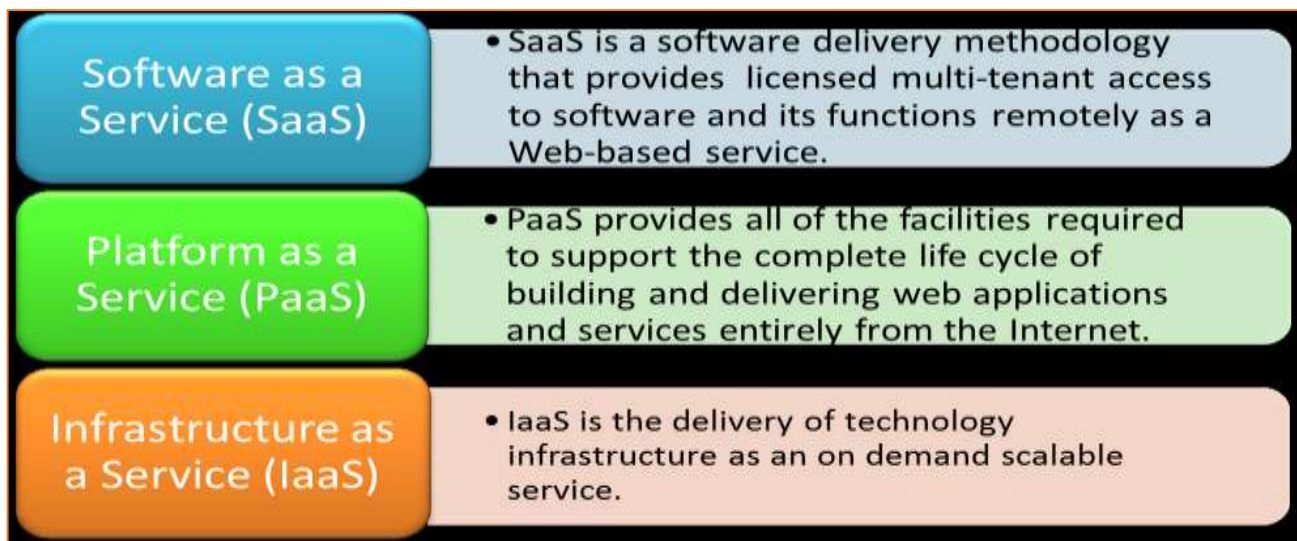 Software as a
Service (SaaS)
• SaaS is a software delivery methodology
that provides licensed multi-tenant access
to software and its functions remotely as a
Web-based service.
Platform as a
Service (PaaS)
• PaaS provides all of the facilities required
to support the complete life cycle of
building and delivering web applications
and services entirely from the Internet.
Infrastructure as
a Service (IaaS)
• IaaS is the delivery of technology
infrastructure as an on demand scalable
service.